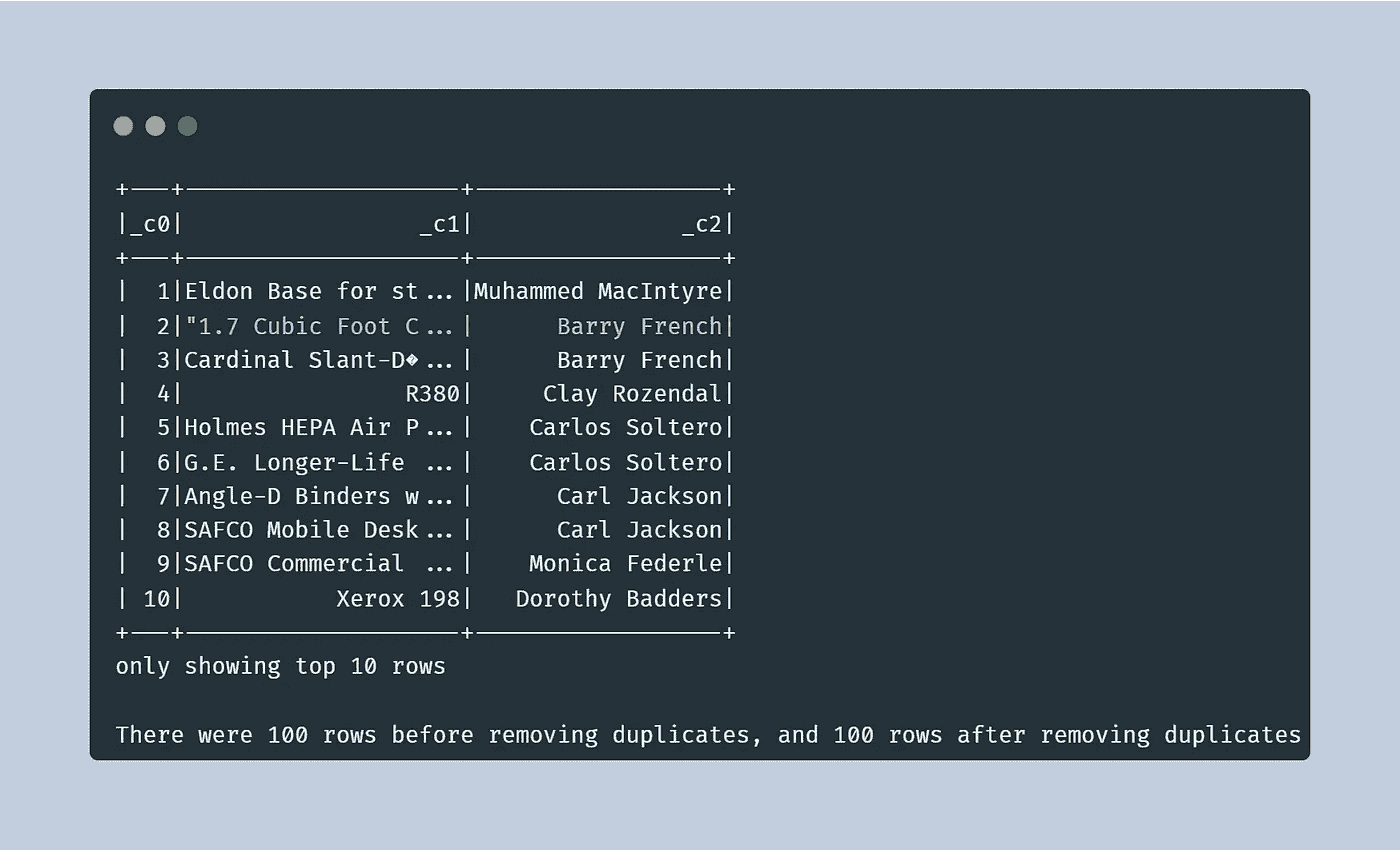 +---+--------------------+------------------+
|_c0|                 _c1|               _c2|
+---+--------------------+------------------+
|  1|Eldon Base for st...|Muhammed MacIntyre|
|  2|"1.7 Cubic Foot C...|      Barry French|
|  3|Cardinal Slant-D�...|      Barry French|
|  4|                R380|     Clay Rozendal|
|  5|Holmes HEPA Air P...|    Carlos Soltero|
|  6|G.E. Longer-Life ...|    Carlos Soltero|
|  7|Angle-D Binders w...|      Carl Jackson|
|  8|SAFCO Mobile Desk...|      Carl Jackson|
|  9|SAFCO Commercial ...|    Monica Federle|
| 10|          Xerox 198|   Dorothy Badders|
+---+--------------------+------------------+
only showing top 10 rows
There were 100 rows before removing duplicates, and 100 rows after removing duplicates